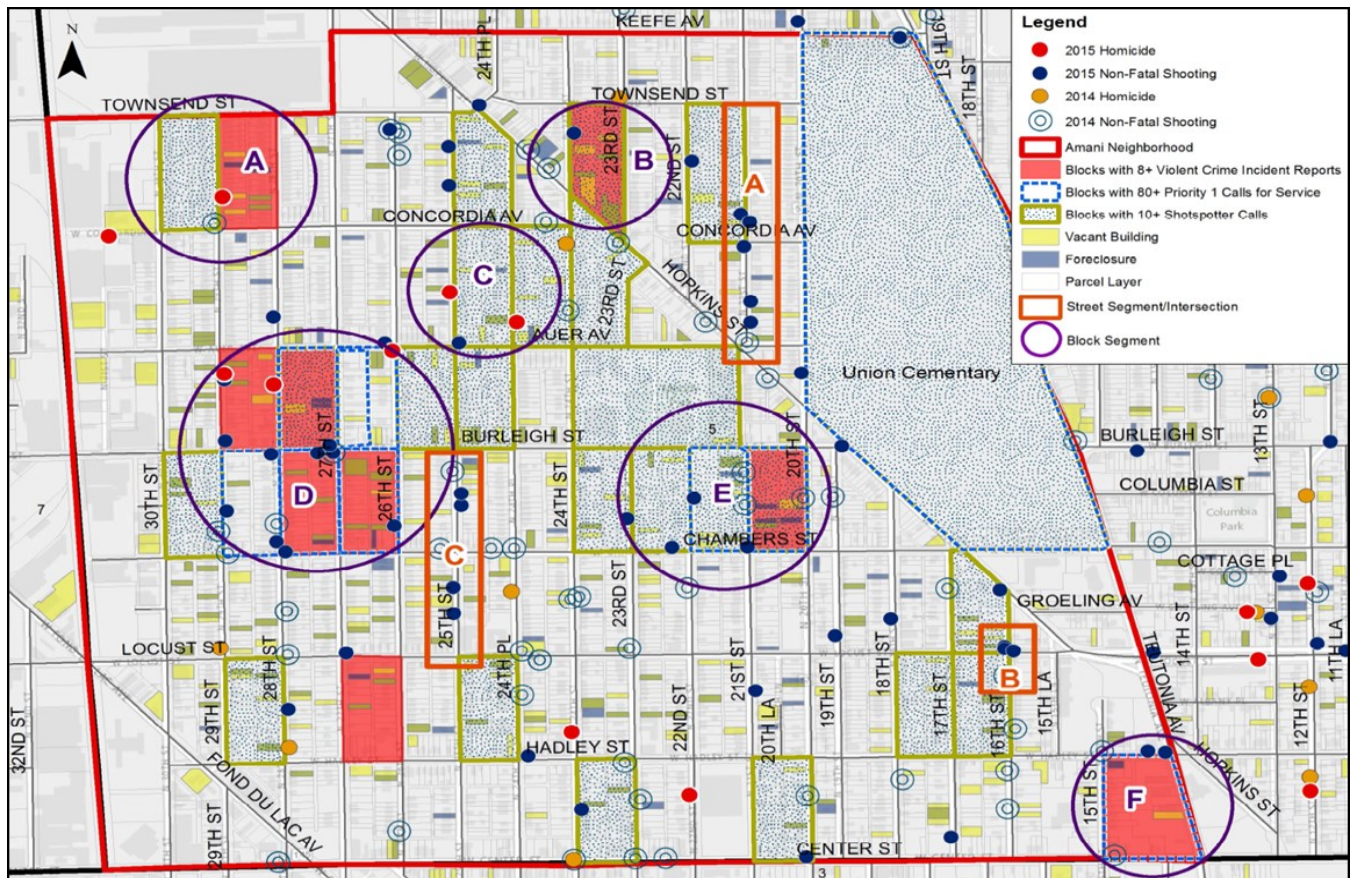 KEEFE AV
24TH PL
19TH ST
18TH ST
N
TOWNSEND ST
TOWNSEND ST
A
B
23RD ST
22ND ST
A
CONCORDIA AV
CONCORDIA AV
C
HOPKINS ST
23RD ST
AUER AV
Union Cementary
27TH ST
BURLEIGH ST
5
20TH ST
BURLEIGH ST
13TH ST
30TH ST
D
26TH ST
24TH ST
E
COLUMBIA ST
Columbia
Park
7
CHAMBERS ST
C
COTTAGE PL
25TH ST
23RD ST
GROELING AV
14TH ST
TEUTONIA AV
11TH LA
LOCUST ST
W. LOCUST ST
28TH ST
24TH PL
21ST ST
19TH ST
18TH ST
B
15TH LA
29TH ST
22ND ST
20TH LA
17TH ST
16TH ST
12TH ST
32ND ST
HADLEY ST
HOPKINS ST
FOND DU LAC AV
15TH ST
F
29TH ST
CENTER ST
W. CENTER ST
3
Legend
2015 Homicide
2015 Non-Fatal Shooting
2014 Homicide
2014 Non-Fatal Shooting
Amani Neighborhood
Blocks with 8+ Violent Crime Incident Reports
Blocks with 80+ Priority 1 Calls for Service
Blocks with 10+ Shotspotter Calls
Vacant Building
Foreclosure
Parcel Layer
Street Segment/Intersection
Block Segment